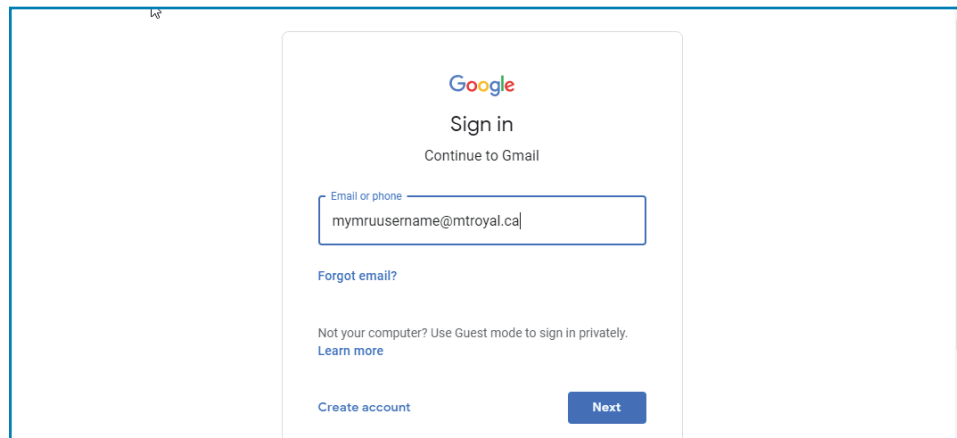 Google
Sign in
Continue to Gmail
Email or phone
mymruusername@mtroyal.ca
Forgot email?
Not your computer? Use Guest mode to sign in privately.
Learn more
Create account
Next